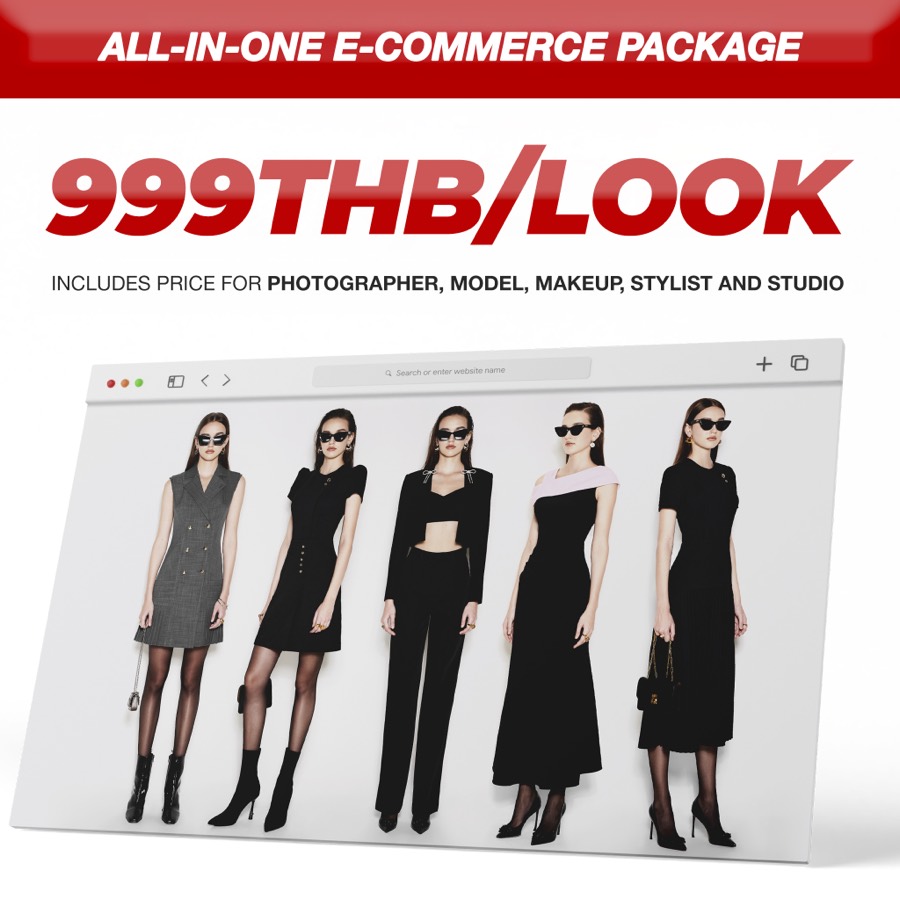 ALL-IN-ONE E-COMMERCE PACKAGE
999THB/LOOK
INCLUDES PRICE FOR PHOTOGRAPHER, MODEL, MAKEUP, STYLIST AND STUDIO
Search or enter website name